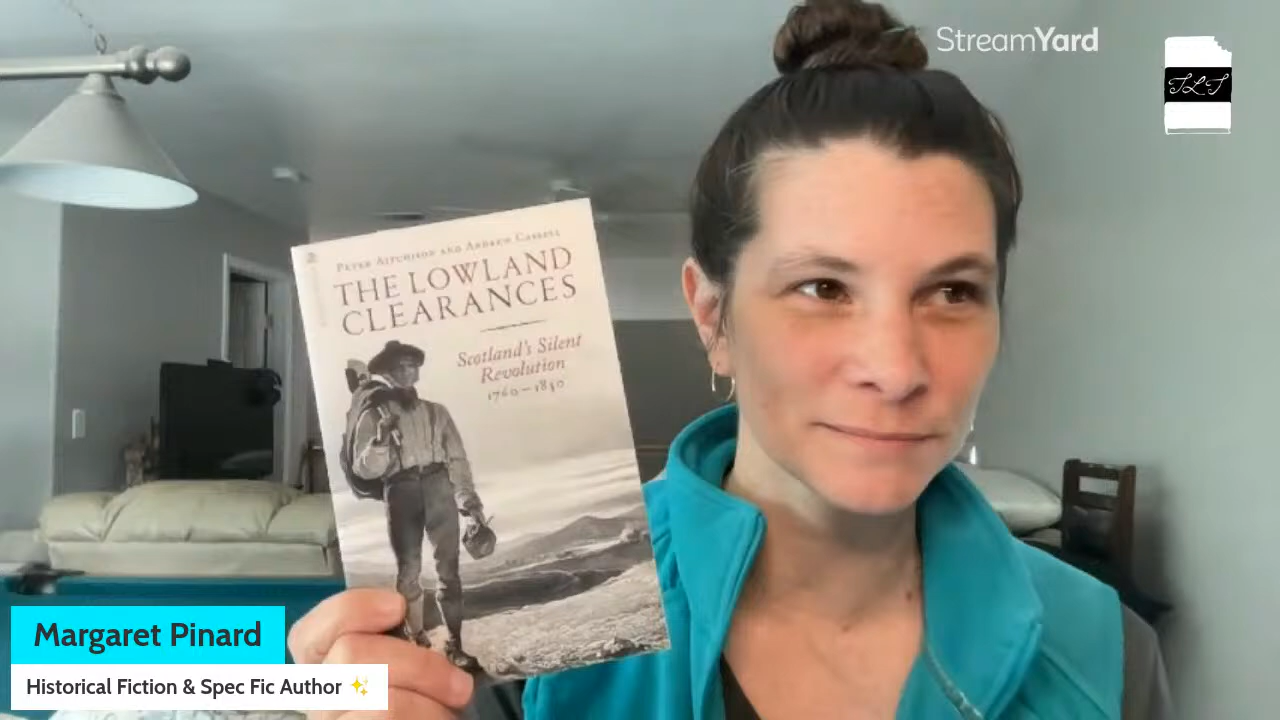 StreamYard
TLT
PETER AITCHISON AND ANDREW CASSELL
THE LOWLAND
CLEARANCES
Scotland's Silent
Revolution
1760–1830
Margaret Pinard
Historical Fiction & Spec Fic Author ✨